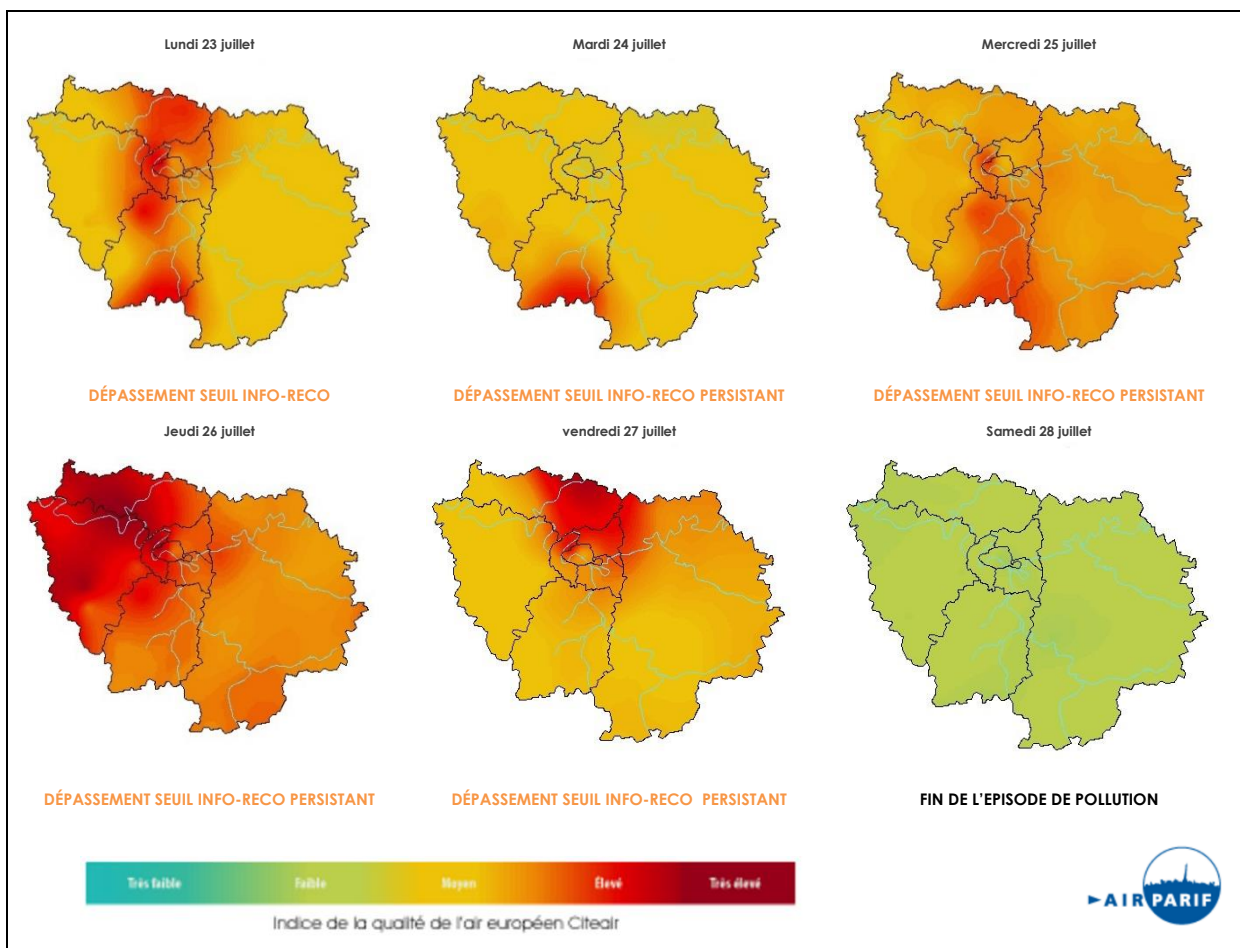 Lundi 23 juillet
Mardi 24 juillet
Mercredi 25 juillet
DÉPASSEMENT SEUIL INFO-RECO
DÉPASSEMENT SEUIL INFO-RECO PERSISTANT
DÉPASSEMENT SEUIL INFO-RECO PERSISTANT
Jeudi 26 juillet
vendredi 27 juillet
Samedi 28 juillet
DÉPASSEMENT SEUIL INFO-RECO PERSISTANT
DÉPASSEMENT SEUIL INFO-RECO PERSISTANT
FIN DE L'EPISODE DE POLLUTION
Très faible
Faible
Moyen
Élevé
Très élevé
Indice de la qualité de l'air européen Citeair
AIRPARIF